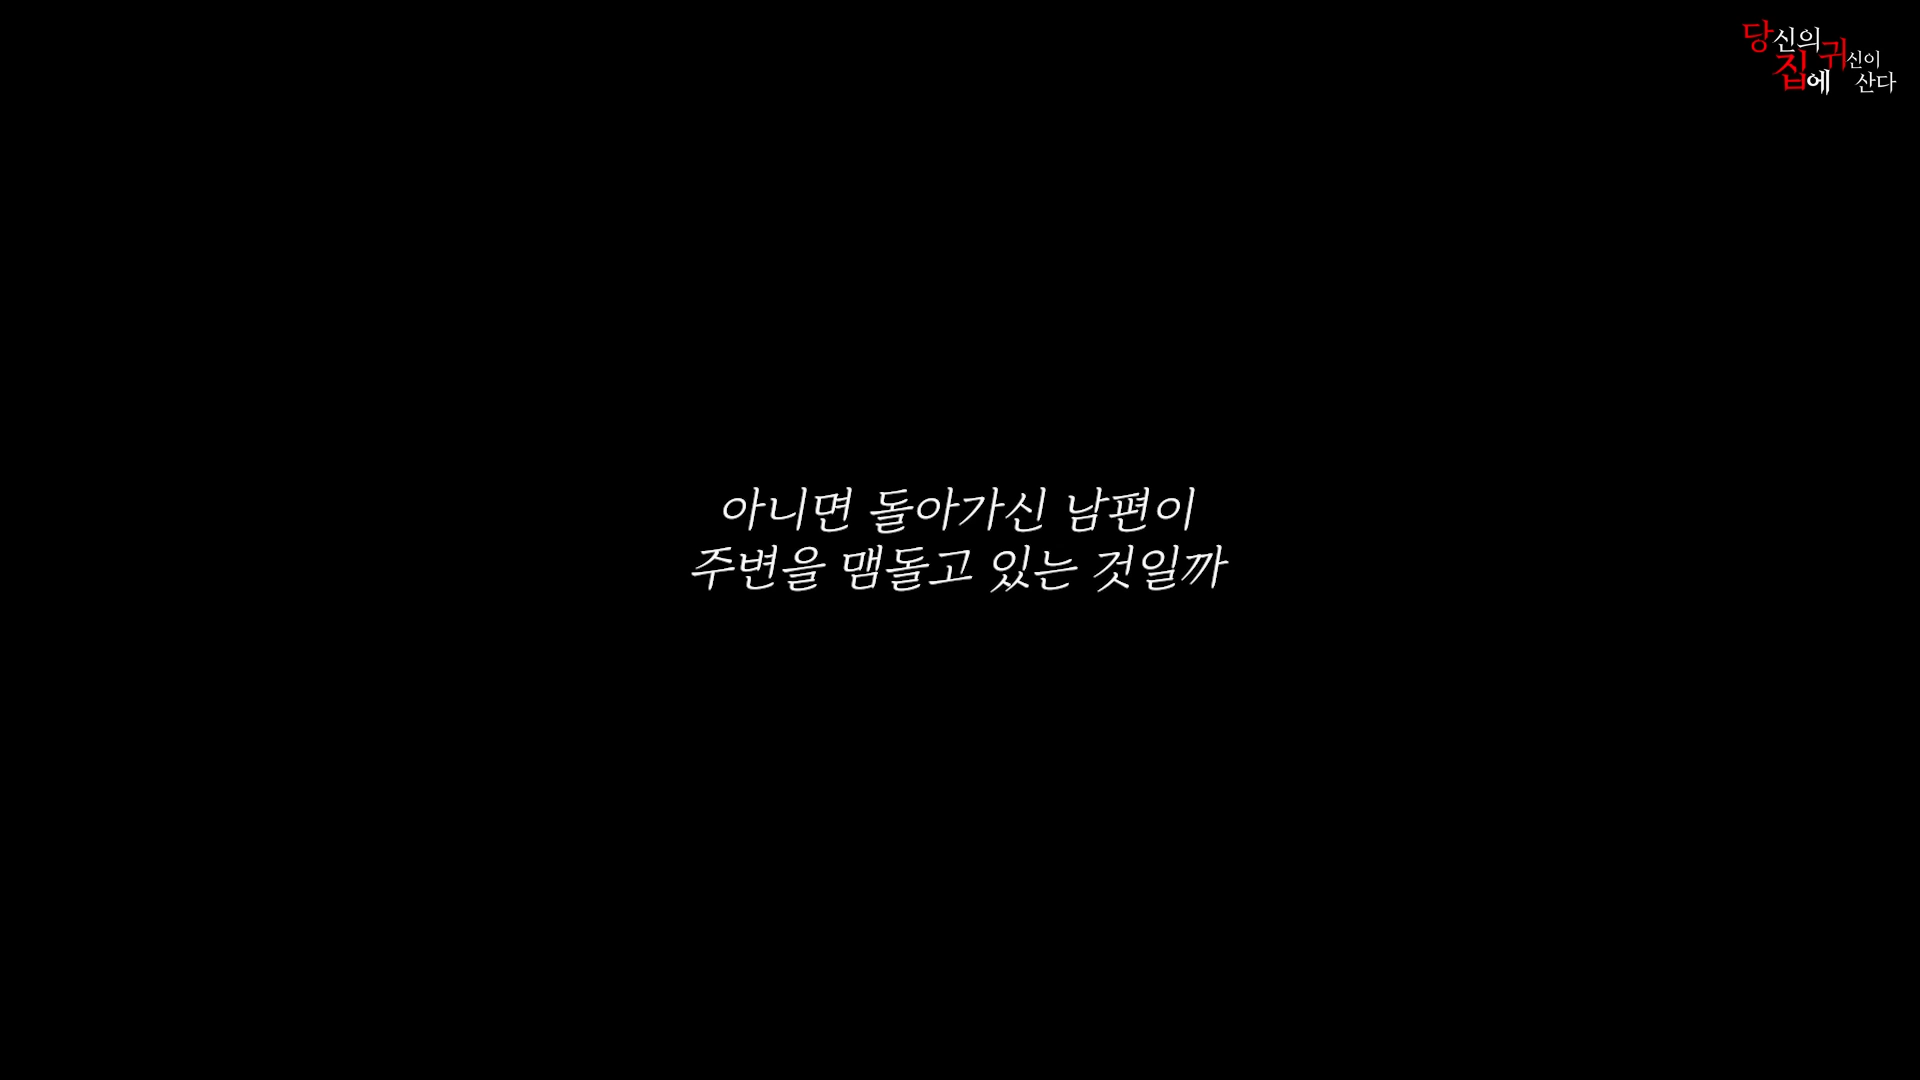 당신의 귀신이
집에 산다
아니면 돌아가신 남편이
주변을 맴돌고 있는 것일까